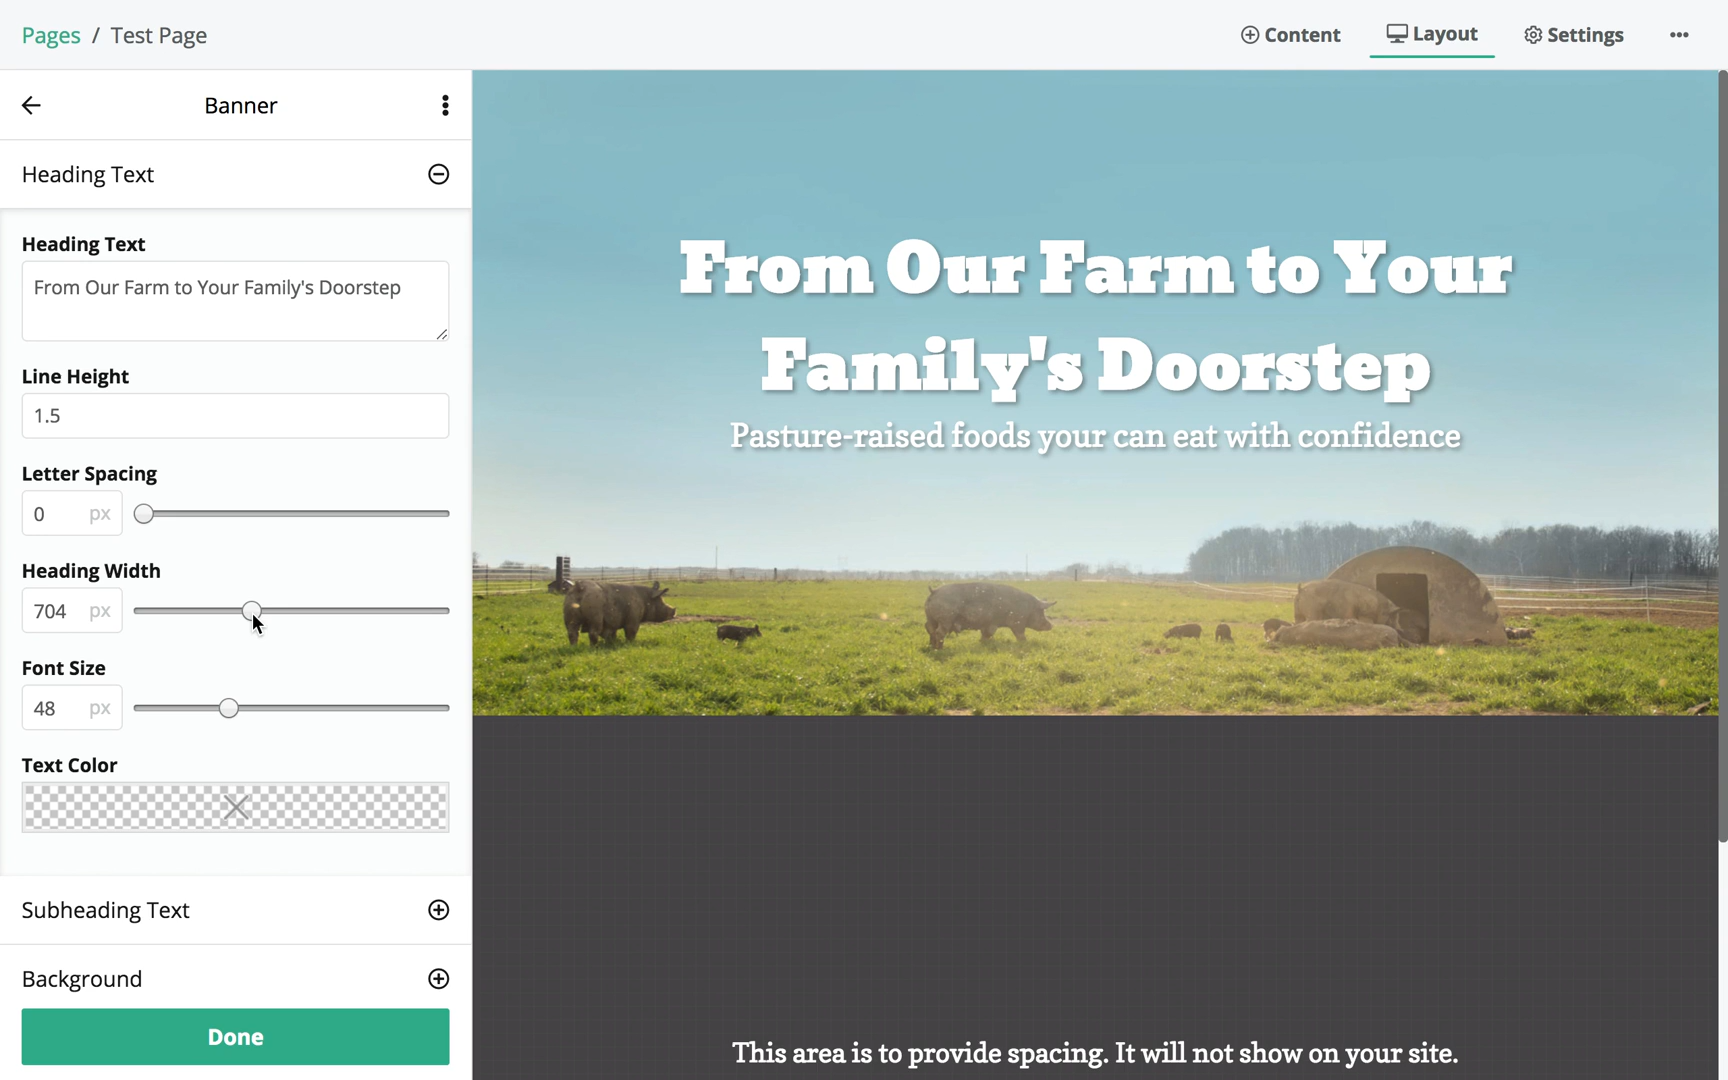 Pages / Test Page
Content
Layout
Settings
Banner
Heading Text
Heading Text
From Our Farm to Your Family's Doorstep
Line Height
1.5
Letter Spacing
0 px
Heading Width
704 px
Font Size
48 px
Text Color
Subheading Text
Background
Done
From Our Farm to Your
Family's Doorstep
Pasture-raised foods your can eat with confidence
This area is to provide spacing. It will not show on your site.